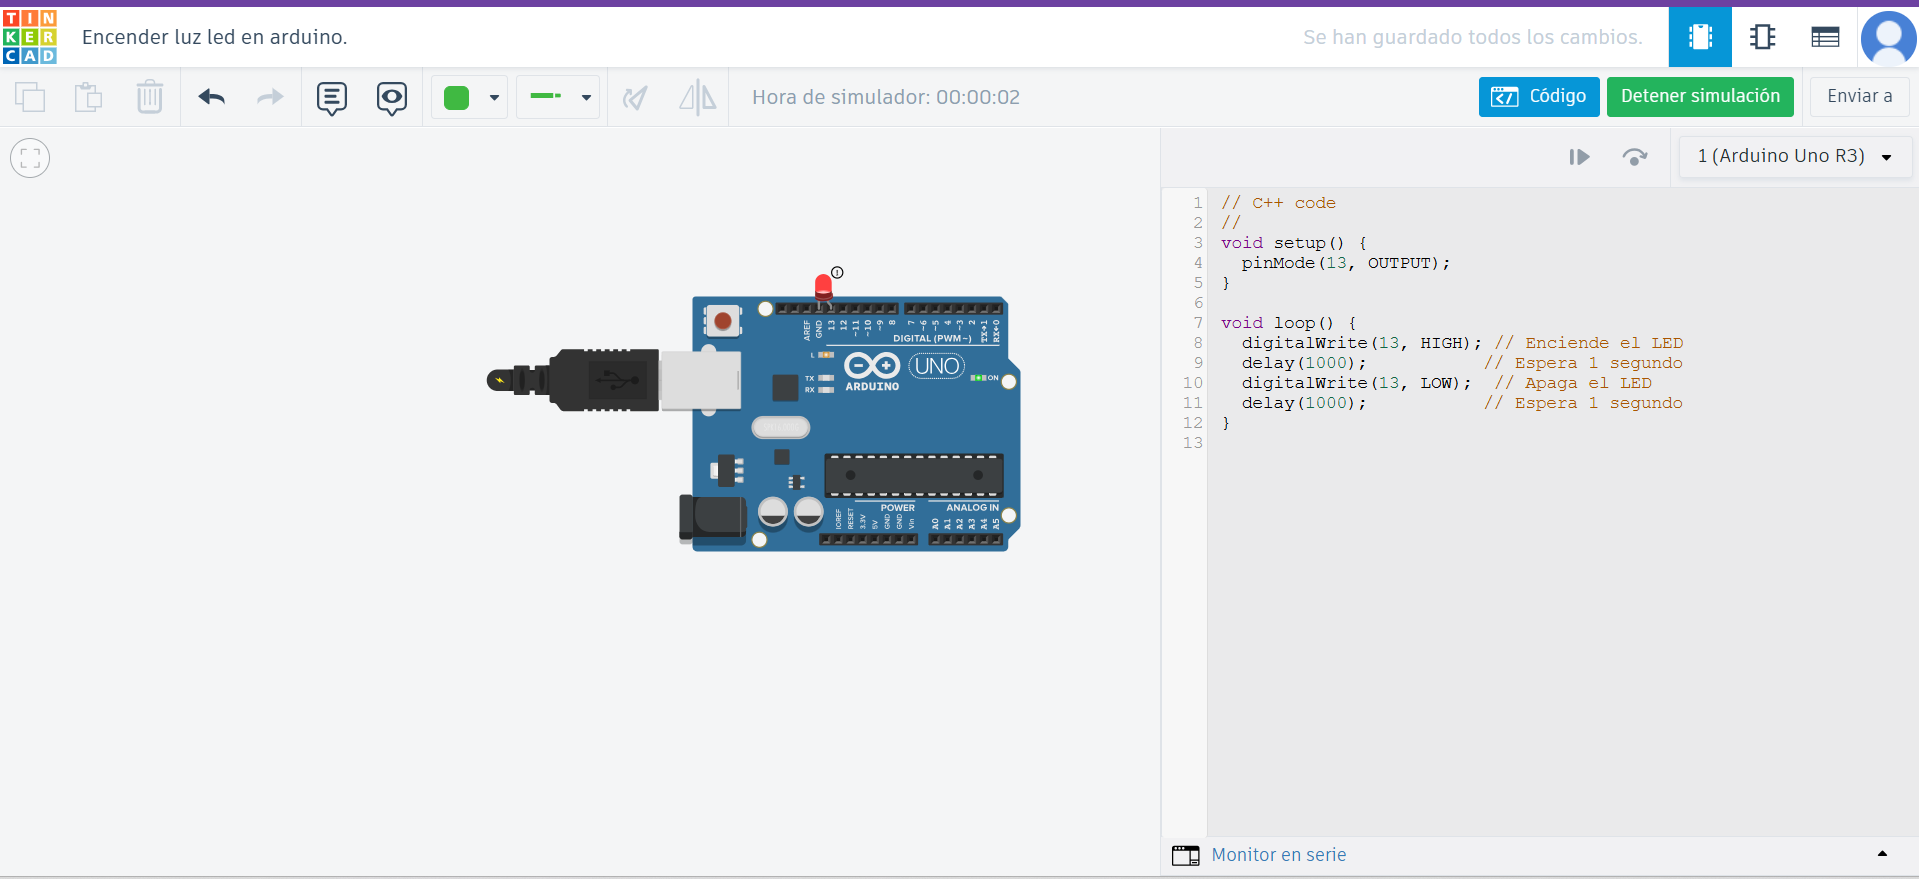 TINKERCAD
Encender luz led en arduino.
Se han guardado todos los cambios.
Hora de simulador: 00:00:02
Código
Detener simulación
Enviar a
1 (Arduino Uno R3)
1 // C++ code
2 //
3 void setup() {
4 pinMode(13, OUTPUT);
5 }
6
7 void loop() {
8 digitalWrite(13, HIGH); // Enciende el LED
9 delay(1000); // Espera 1 segundo
10 digitalWrite(13, LOW); // Apaga el LED
11 delay(1000); // Espera 1 segundo
12 }
13
AREF GND 13 12 ~11 ~10 ~9 8 7 ~6 ~5 4 ~3 2 TX→1 RX←0
DIGITAL (PWM~)
L
TX
RX
UNO
ARDUINO
ON
POWER
ANALOG IN
IOREF RESET 3.3V 5V GND GND Vin A0 A1 A2 A3 A4 A5
Monitor en serie